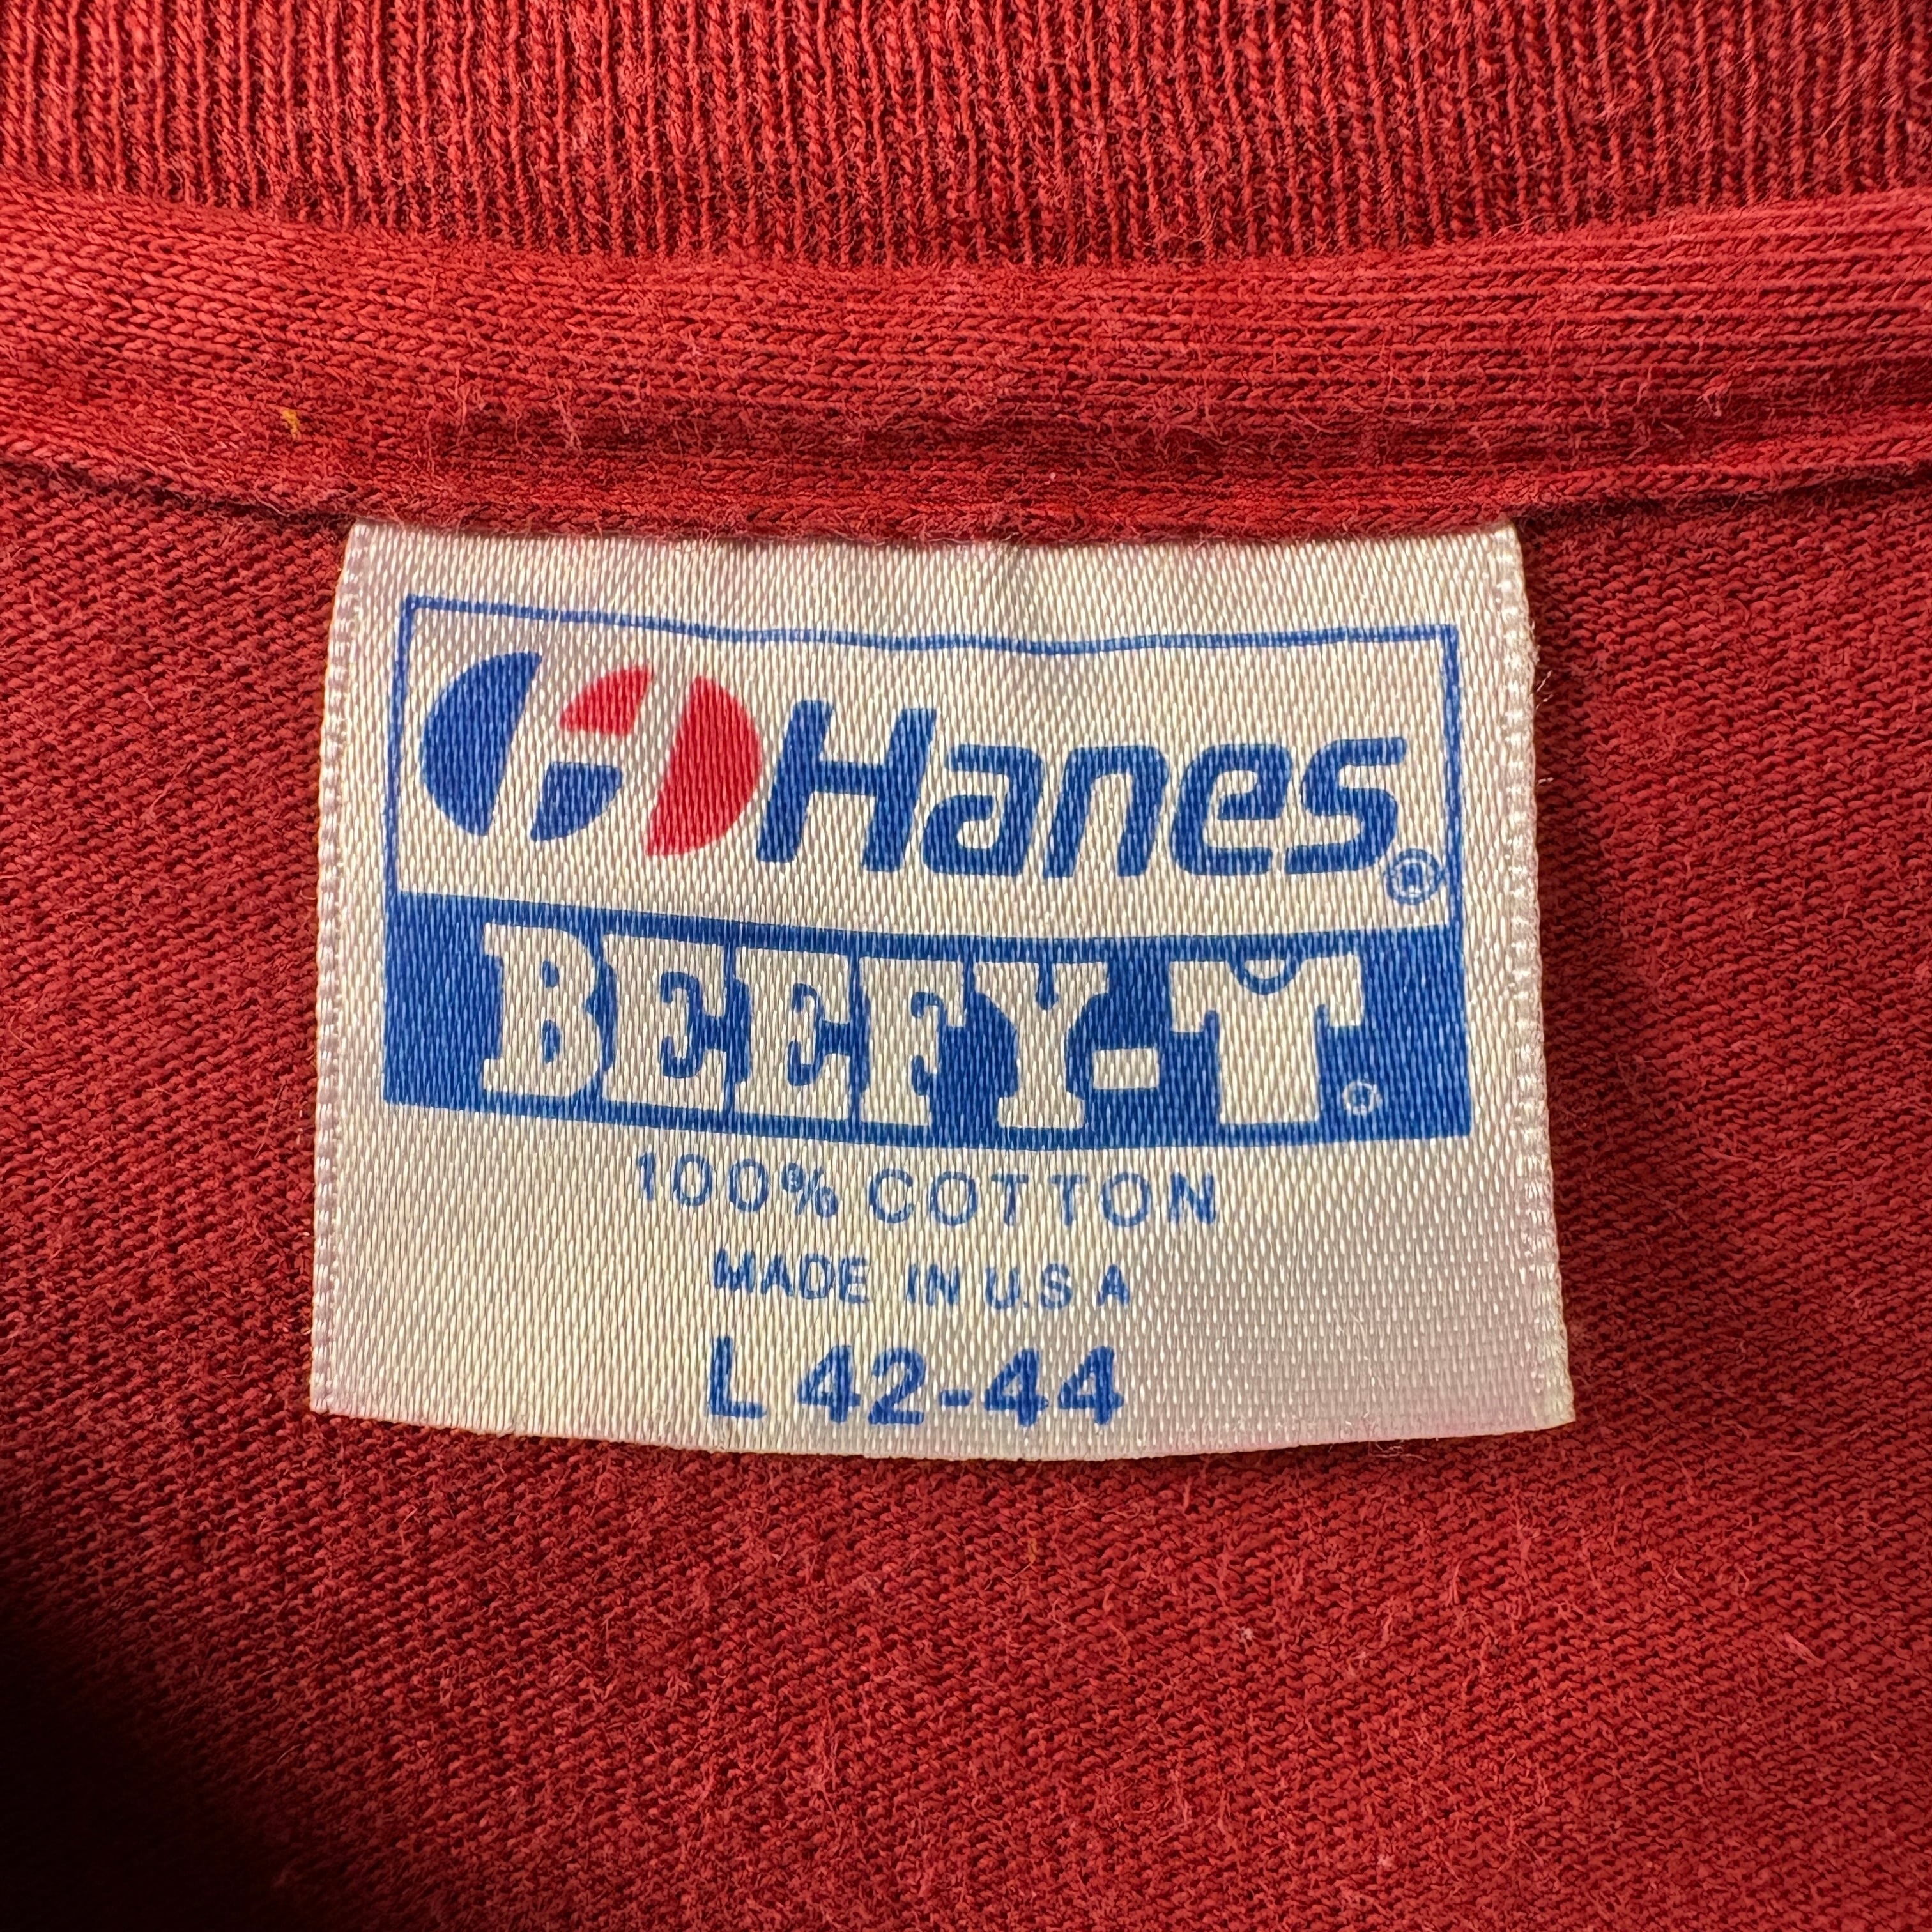 Hanes®
BEEFY-T®
100% COTTON
MADE IN U.S.A
L 42-44